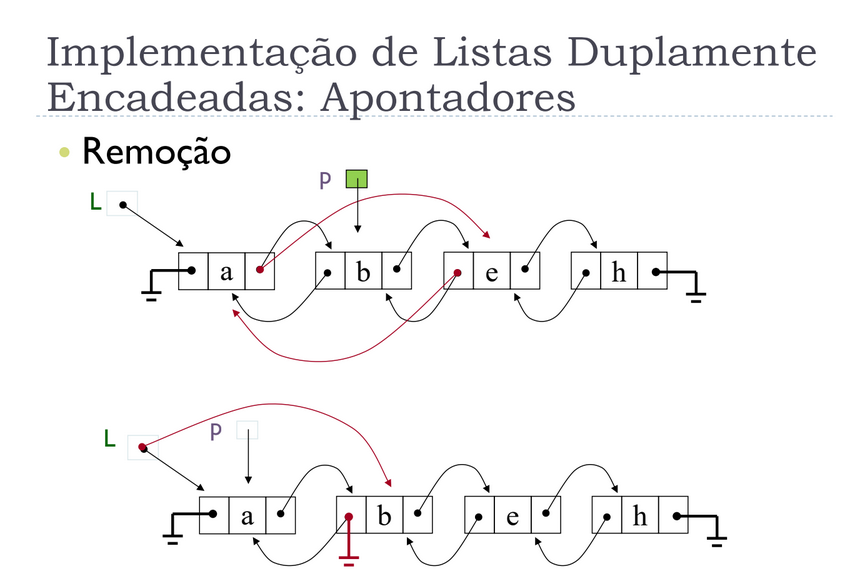 Implementação de Listas Duplamente
Encadeadas: Apontadores
Remoção
P
L
a b e h
L P
a b e h